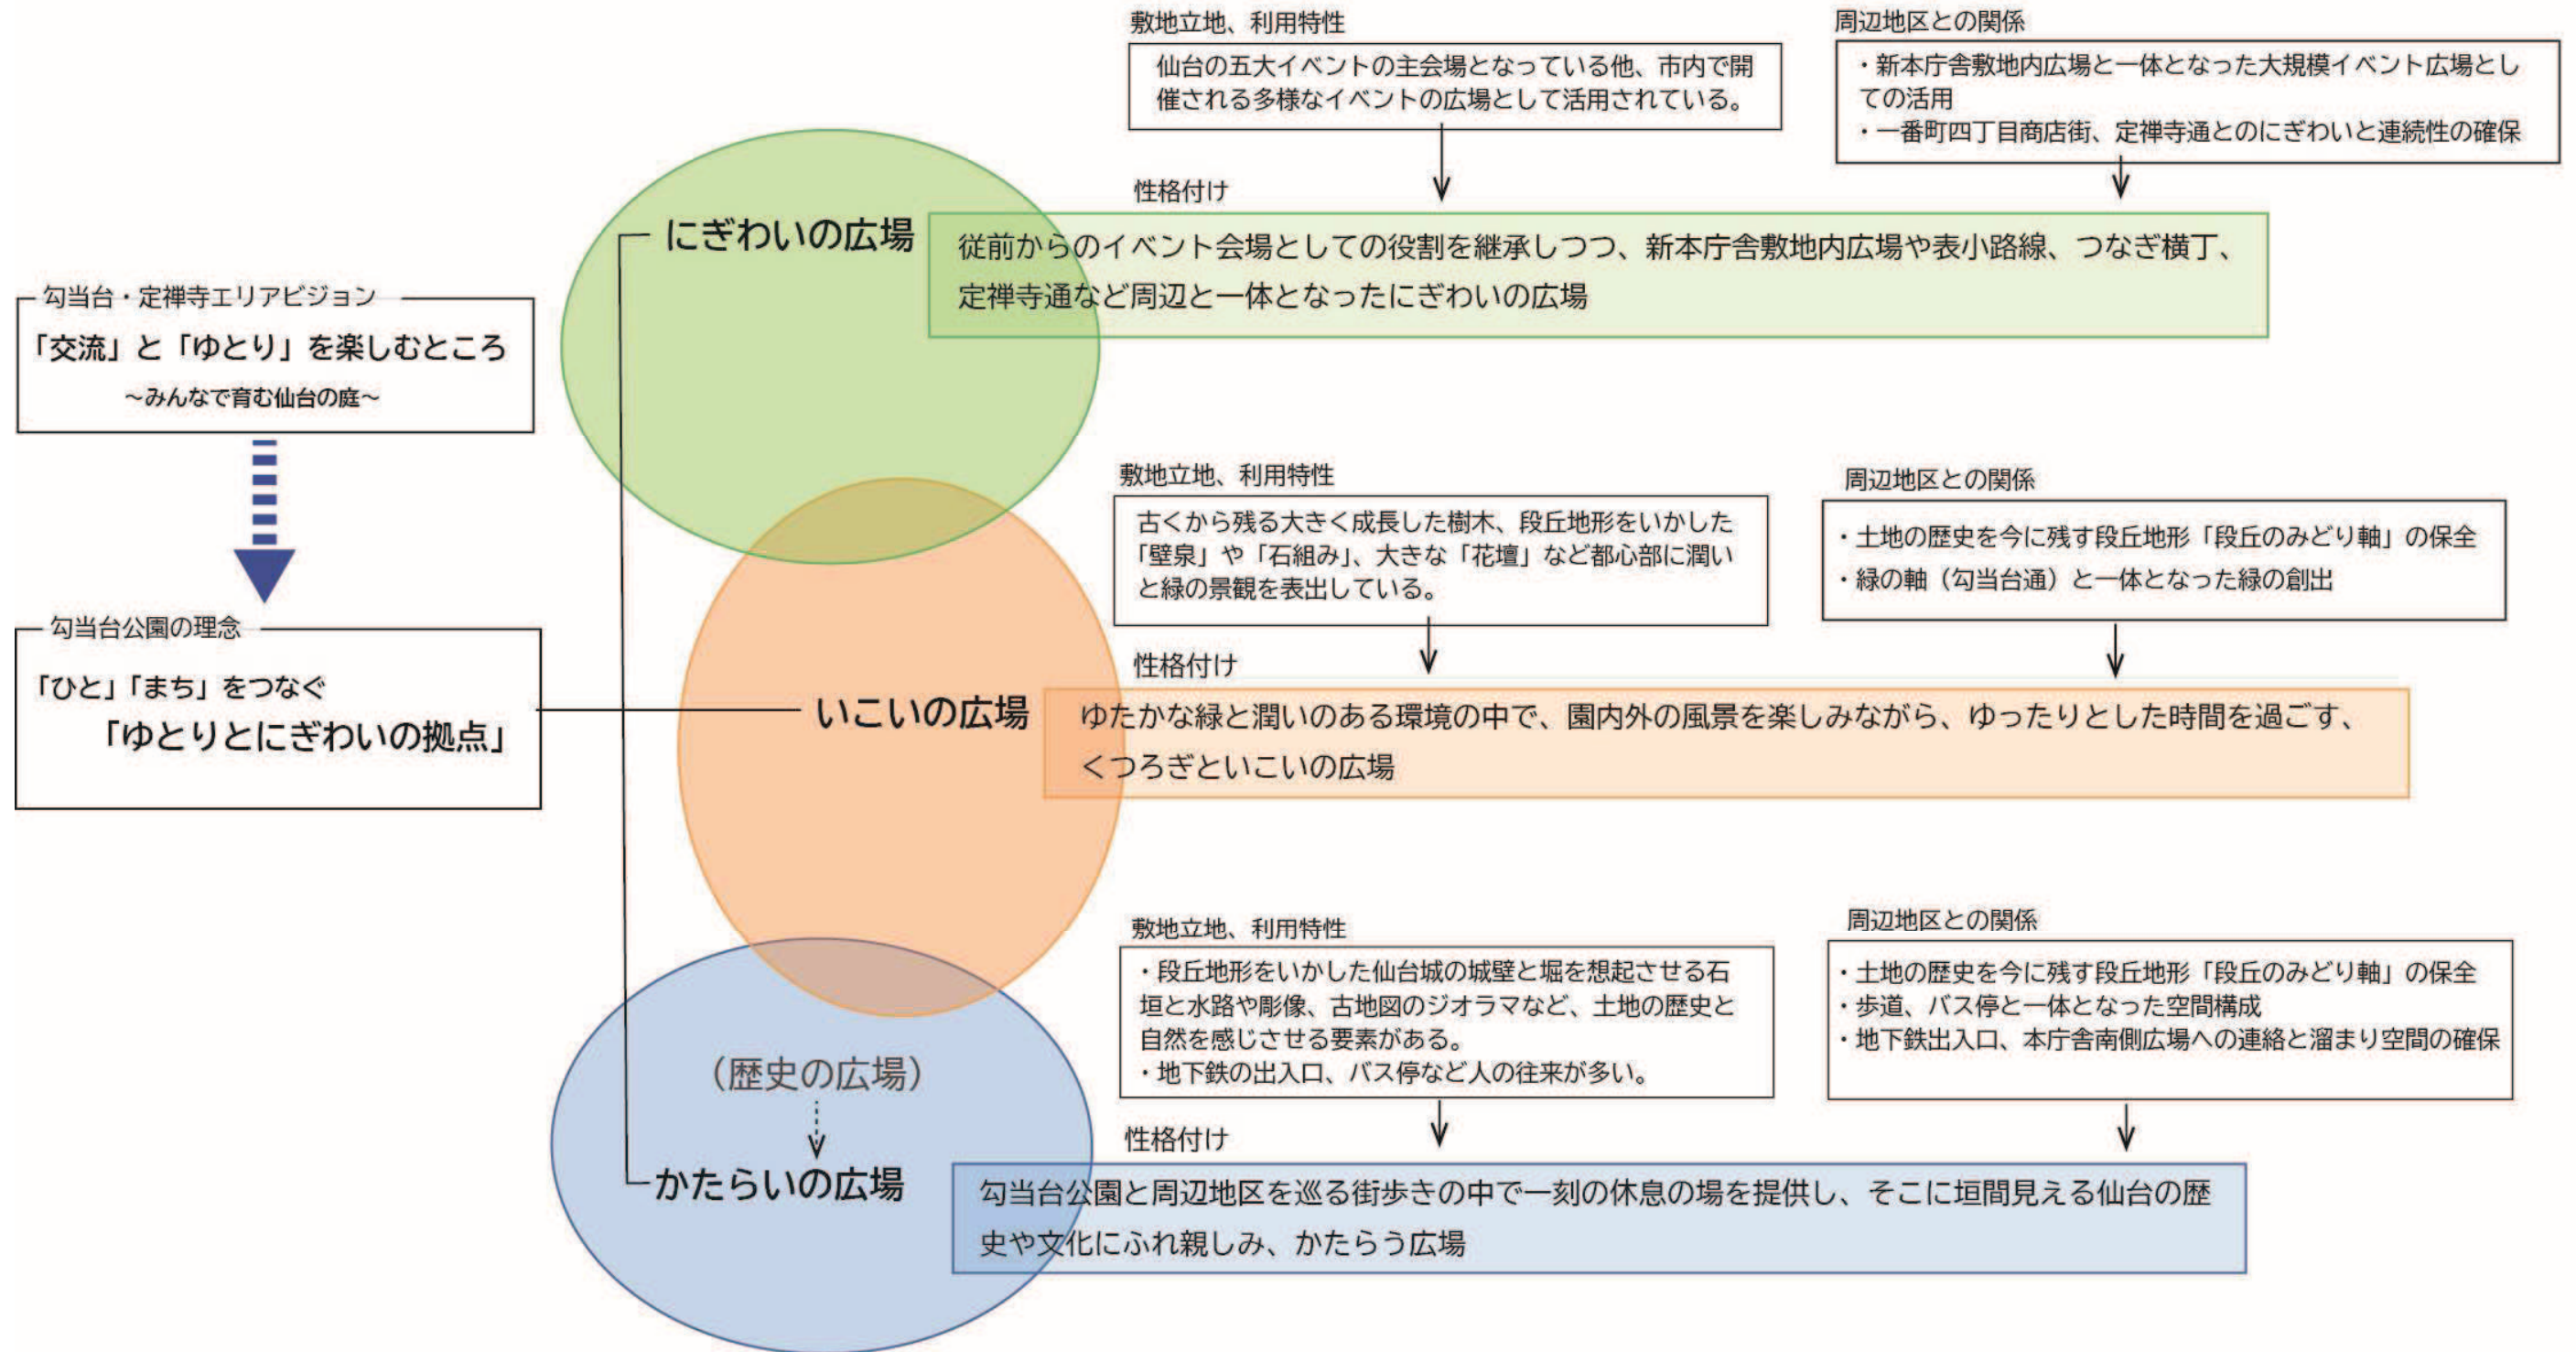 勾当台・定禅寺エリアビジョン
「交流」と「ゆとり」を楽しむところ
~みんなで育む仙台の庭~
勾当台公園の理念
「ひと」「まち」をつなぐ
「ゆとりとにぎわいの拠点」
にぎわいの広場
敷地立地、利用特性
仙台の五大イベントの主会場となっている他、市内で開
催される多様なイベントの広場として活用されている。
周辺地区との関係
・新本庁舎敷地内広場と一体となった大規模イベント広場とし
ての活用
・一番町四丁目商店街、定禅寺通とのにぎわいと連続性の確保
性格付け
従前からのイベント会場としての役割を継承しつつ、新本庁舎敷地内広場や表小路線、つなぎ横丁、
定禅寺通など周辺と一体となったにぎわいの広場
いこいの広場
敷地立地、利用特性
古くから残る大きく成長した樹木、段丘地形をいかした
「壁泉」や「石組み」、大きな「花壇」など都心部に潤い
と緑の景観を表出している。
周辺地区との関係
・土地の歴史を今に残す段丘地形「段丘のみどり軸」の保全
・緑の軸（勾当台通）と一体となった緑の創出
性格付け
ゆたかな緑と潤いのある環境の中で、園内外の風景を楽しみながら、ゆったりとした時間を過ごす、
くつろぎといこいの広場
（歴史の広場）
かたらいの広場
敷地立地、利用特性
・段丘地形をいかした仙台城の城壁と堀を想起させる石
垣と水路や彫像、古地図のジオラマなど、土地の歴史と
自然を感じさせる要素がある。
・地下鉄の出入口、バス停など人の往来が多い。
周辺地区との関係
・土地の歴史を今に残す段丘地形「段丘のみどり軸」の保全
・歩道、バス停と一体となった空間構成
・地下鉄出入口、本庁舎南側広場への連絡と溜まり空間の確保
性格付け
勾当台公園と周辺地区を巡る街歩きの中で一刻の休息の場を提供し、そこに垣間見える仙台の歴
史や文化にふれ親しみ、かたらう広場